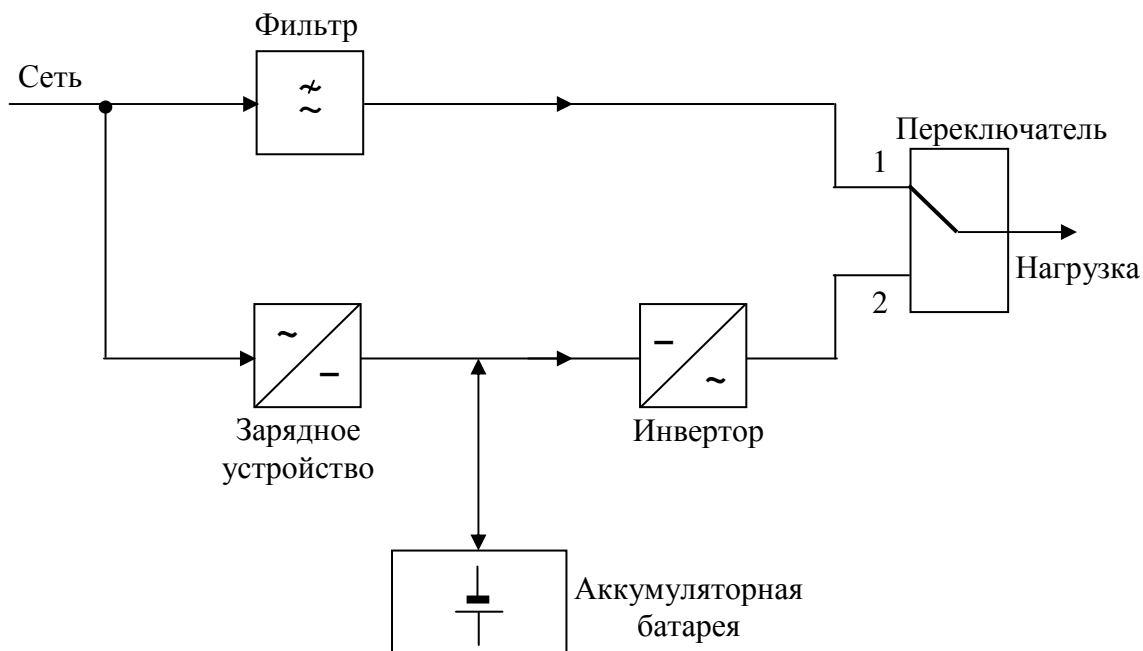 Фильтр
Сеть
Переключатель
1
Нагрузка
2
Зарядное
устройство
Инвертор
Аккумуляторная
батарея